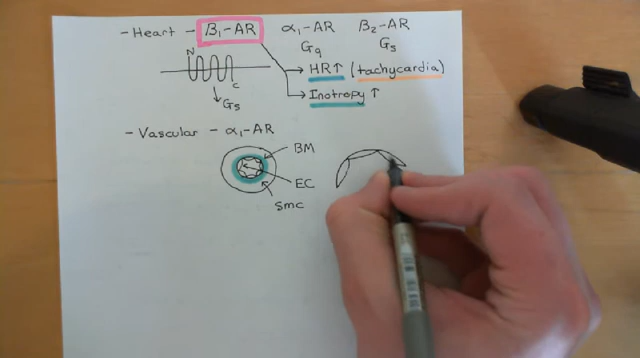 - Heart - β₁-AR α₁-AR β₂-AR
Gq Gs
N
HR↑ (tachycardia)
C
Gs
Inotropy ↑
- Vascular - α₁-AR
BM
EC
SMC